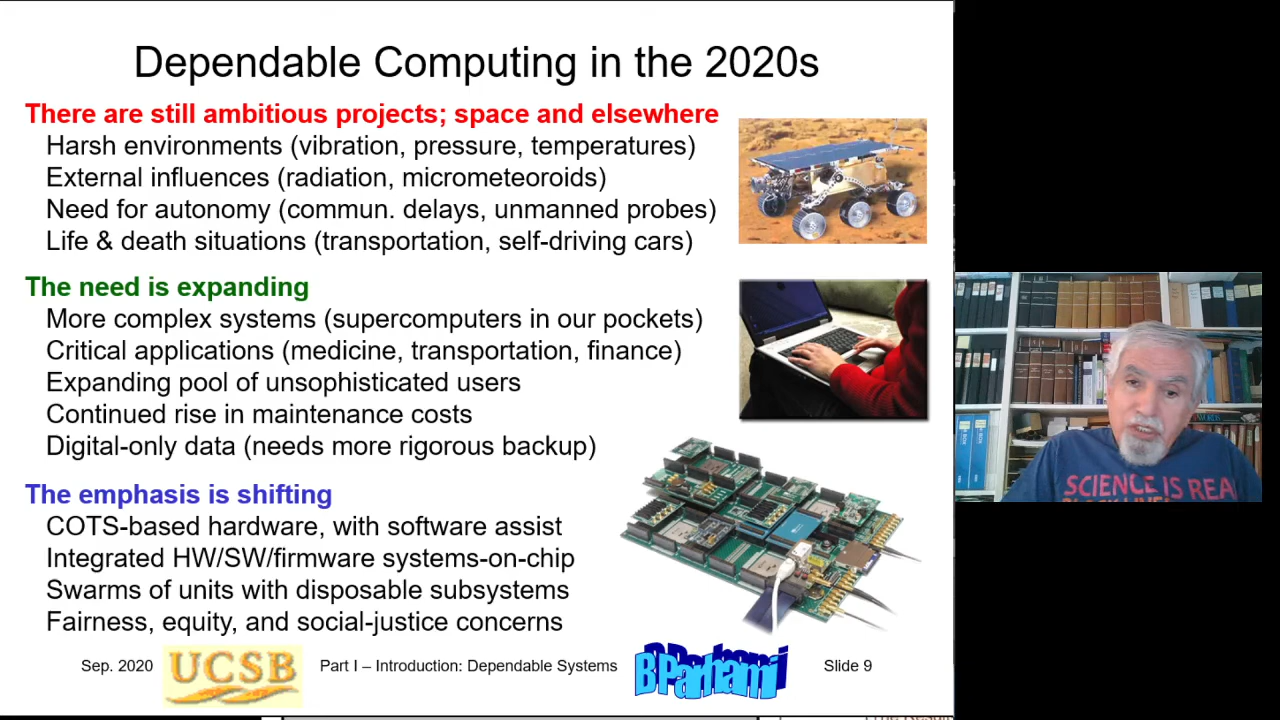 Dependable Computing in the 2020s
There are still ambitious projects; space and elsewhere
Harsh environments (vibration, pressure, temperatures)
External influences (radiation, micrometeoroids)
Need for autonomy (commun. delays, unmanned probes)
Life & death situations (transportation, self-driving cars)
The need is expanding
More complex systems (supercomputers in our pockets)
Critical applications (medicine, transportation, finance)
Expanding pool of unsophisticated users
Continued rise in maintenance costs
Digital-only data (needs more rigorous backup)
The emphasis is shifting
COTS-based hardware, with software assist
Integrated HW/SW/firmware systems-on-chip
Swarms of units with disposable subsystems
Fairness, equity, and social-justice concerns
Sep. 2020
UCSB
Part I – Introduction: Dependable Systems
B Parhami
Slide 9
SCIENCE IS REA